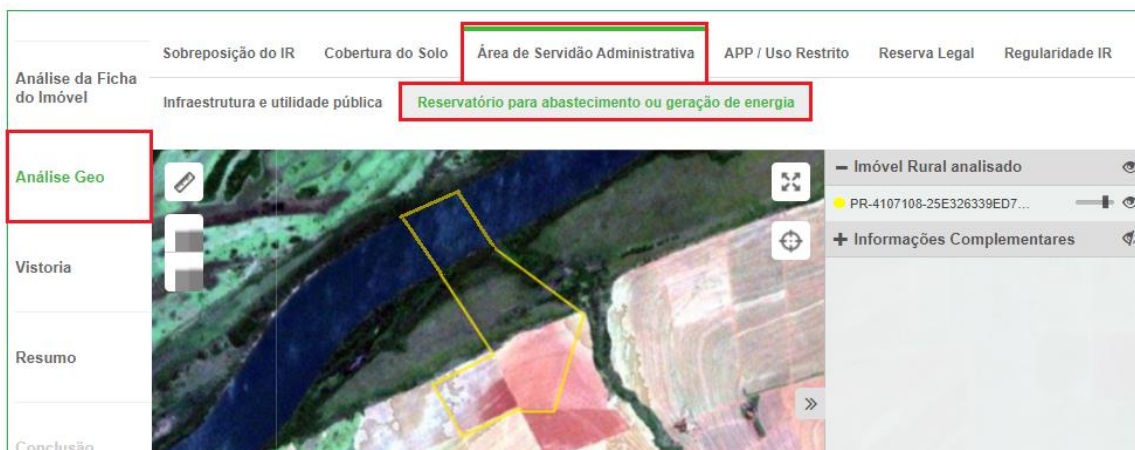 Sobreposição do IR Cobertura do Solo Área de Servidão Administrativa APP / Uso Restrito Reserva Legal Regularidade IR
Infraestrutura e utilidade pública Reservatório para abastecimento ou geração de energia
Análise da Ficha
do Imóvel
Análise Geo
Vistoria
Resumo
Conclusão
Imóvel Rural analisado
PR-4107108-25E326339ED7...
Informações Complementares